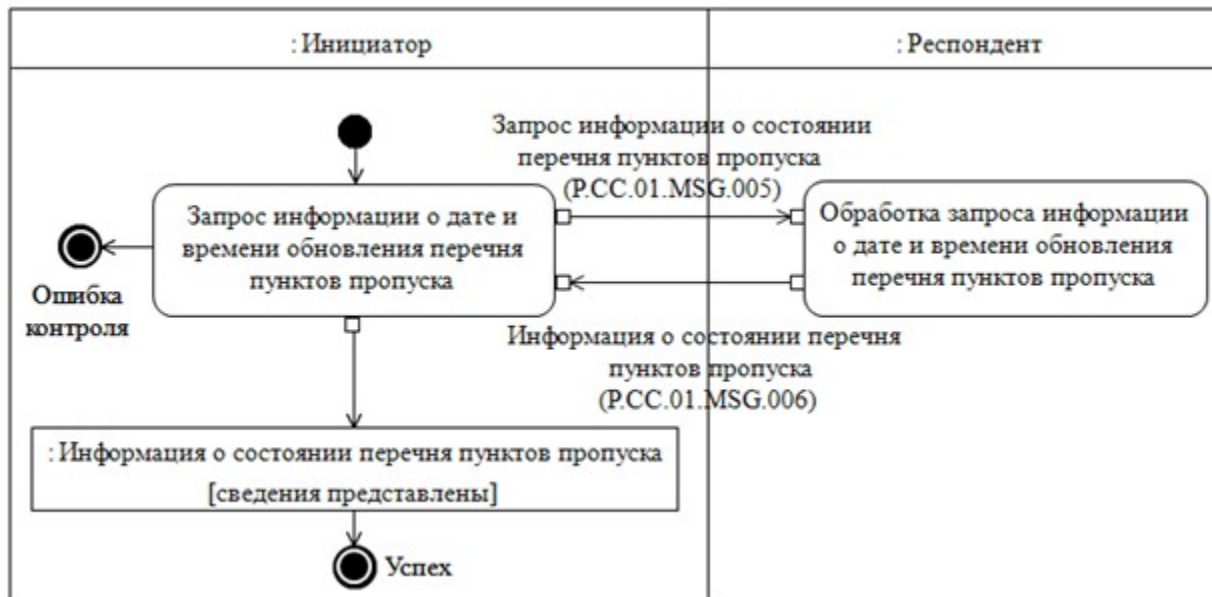 : Инициатор
: Респондент
Запрос информации о состоянии
перечня пунктов пропуска
(P.CC.01.MSG.005)
Запрос информации о дате и
времени обновления перечня
пунктов пропуска
Обработка запроса информации
о дате и времени обновления
перечня пунктов пропуска
Ошибка
контроля
Информация о состоянии перечня
пунктов пропуска
(P.CC.01.MSG.006)
: Информация о состоянии перечня пунктов пропуска
[сведения представлены]
Успех